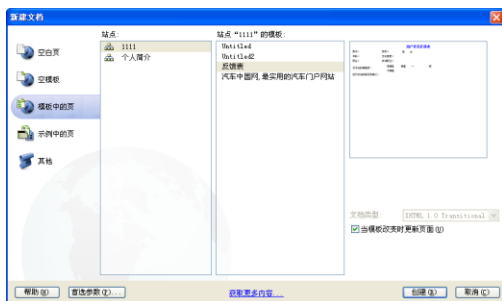 新建文档
空白页
空模板
模板中的页
示例中的页
其他
站点:
1111
个人简介
站点 “1111” 的模板:
Untitled
Untitled2
反馈表
汽车中国网,最实用的汽车门户网站
文档类型:
XHTML 1.0 Transitional
当模板改变时更新页面(U)
帮助(H)
首选参数(P)...
获取更多内容...
创建(R)
取消(C)